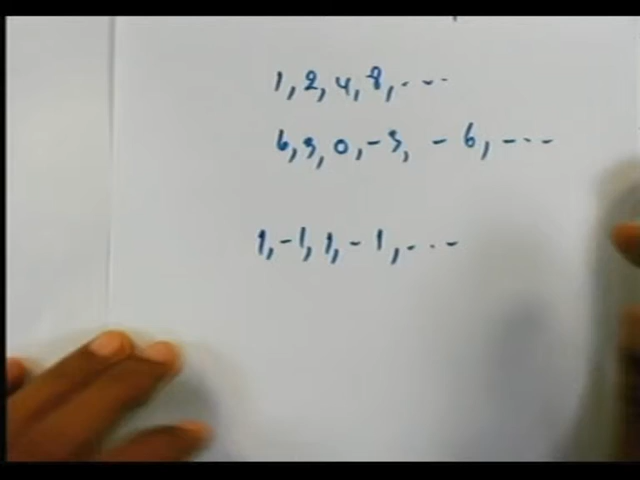 1, 2, 4, 8, ...
6, 3, 0, -3, -6, ...
1, -1, 1, -1, ...